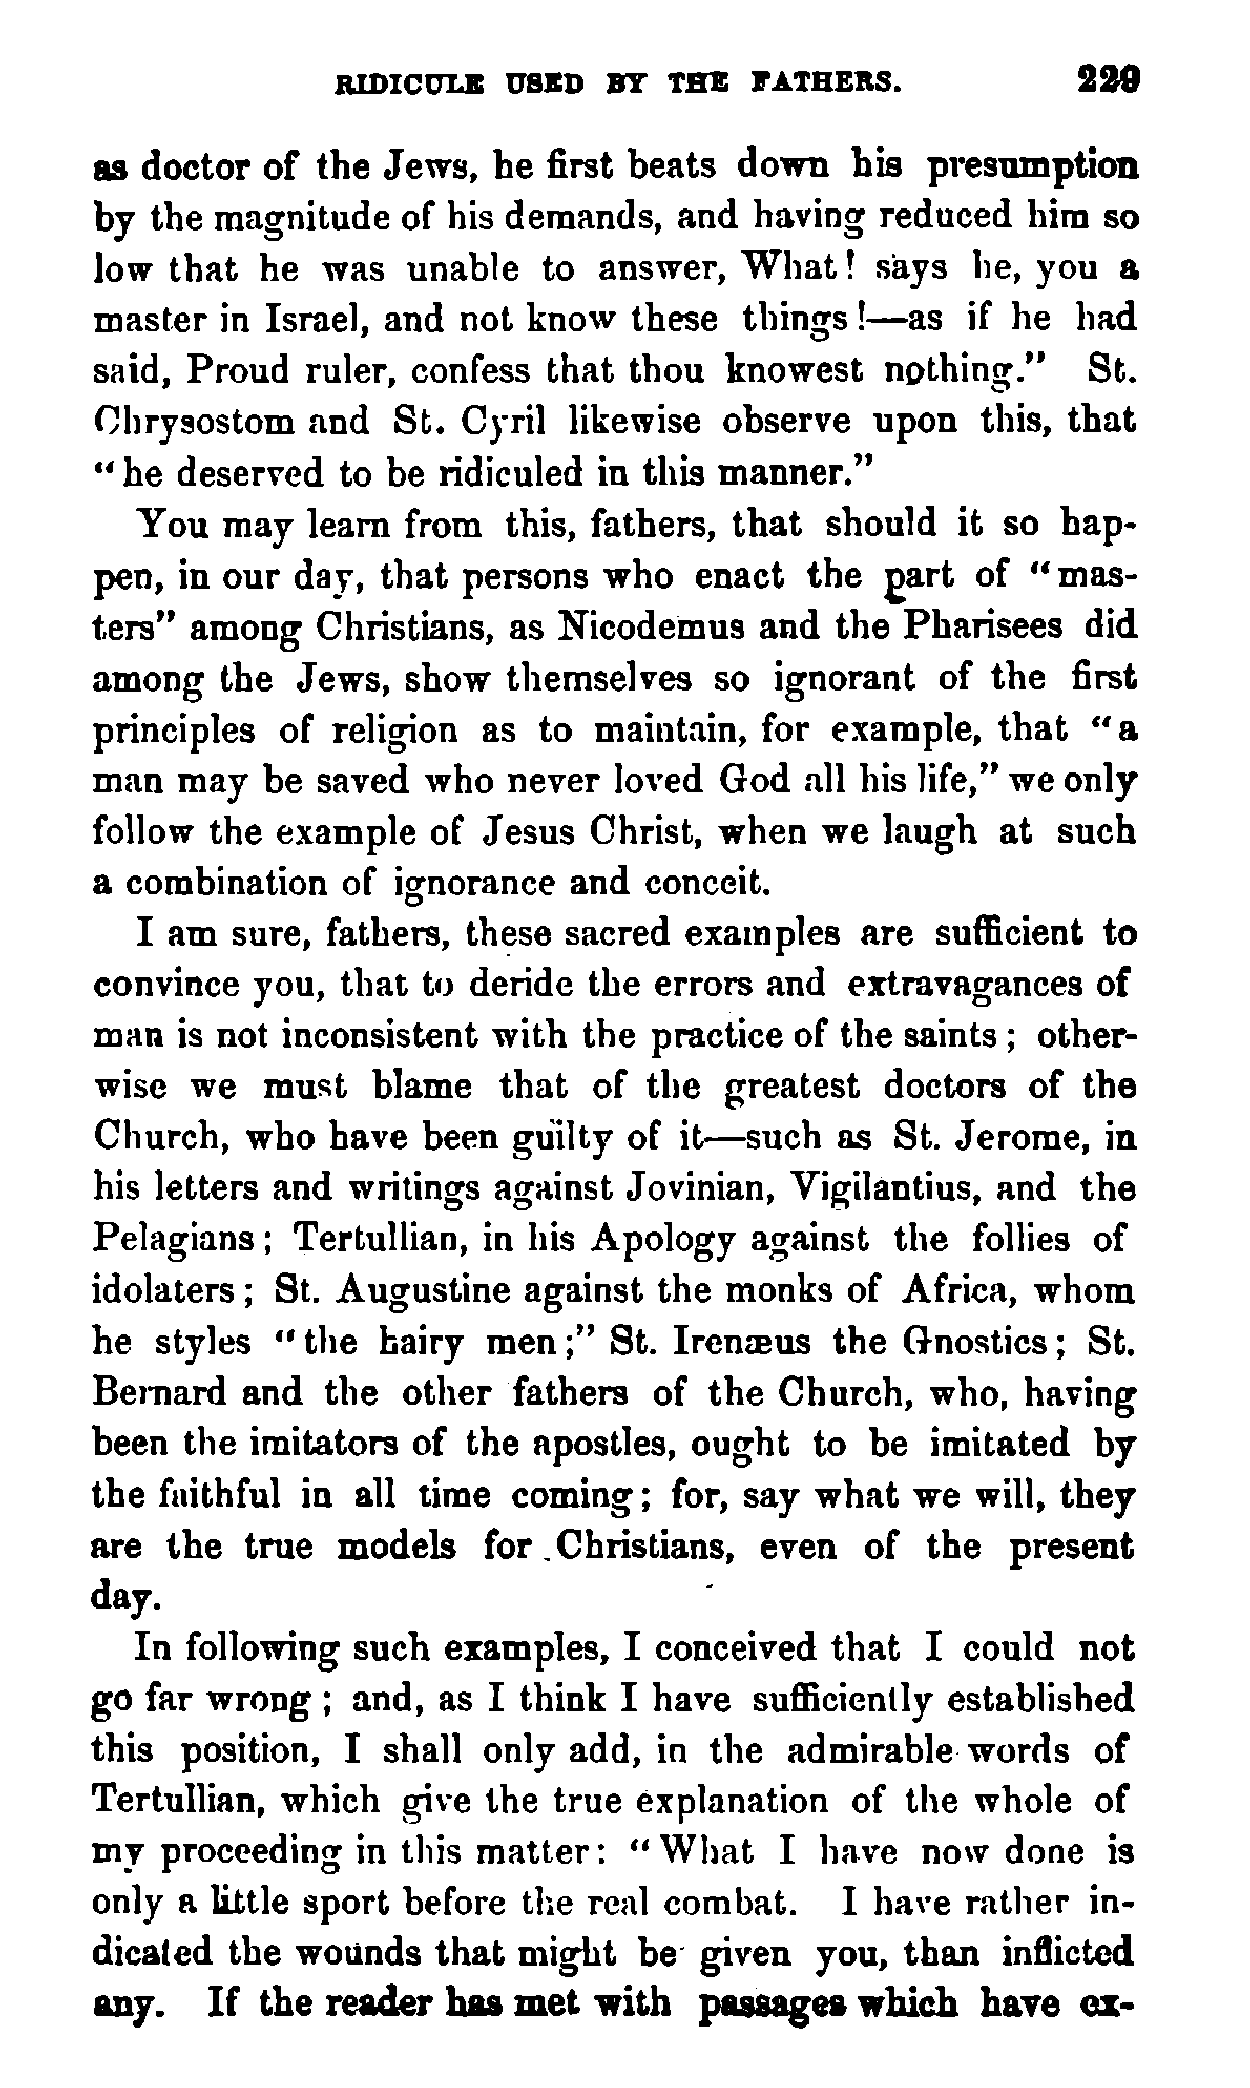 RIDICULE USED BY THE FATHERS. 229
as doctor of the Jews, he first beats down his presumption
by the magnitude of his demands, and having reduced him so
low that he was unable to answer, What! says he, you a
master in Israel, and not know these things!—as if he had
said, Proud ruler, confess that thou knowest nothing." St.
Chrysostom and St. Cyril likewise observe upon this, that
"he deserved to be ridiculed in this manner."
You may learn from this, fathers, that should it so hap-
pen, in our day, that persons who enact the part of "mas-
ters" among Christians, as Nicodemus and the Pharisees did
among the Jews, show themselves so ignorant of the first
principles of religion as to maintain, for example, that "a
man may be saved who never loved God all his life," we only
follow the example of Jesus Christ, when we laugh at such
a combination of ignorance and conceit.
I am sure, fathers, these sacred examples are sufficient to
convince you, that to deride the errors and extravagances of
man is not inconsistent with the practice of the saints; other-
wise we must blame that of the greatest doctors of the
Church, who have been guilty of it—such as St. Jerome, in
his letters and writings against Jovinian, Vigilantius, and the
Pelagians; Tertullian, in his Apology against the follies of
idolaters; St. Augustine against the monks of Africa, whom
he styles "the hairy men;" St. Irenæus the Gnostics; St.
Bernard and the other fathers of the Church, who, having
been the imitators of the apostles, ought to be imitated by
the faithful in all time coming; for, say what we will, they
are the true models for Christians, even of the present
day.
In following such examples, I conceived that I could not
go far wrong; and, as I think I have sufficiently established
this position, I shall only add, in the admirable words of
Tertullian, which give the true explanation of the whole of
my proceeding in this matter: "What I have now done is
only a little sport before the real combat. I have rather in-
dicated the wounds that might be given you, than inflicted
any. If the reader has met with passages which have ex-